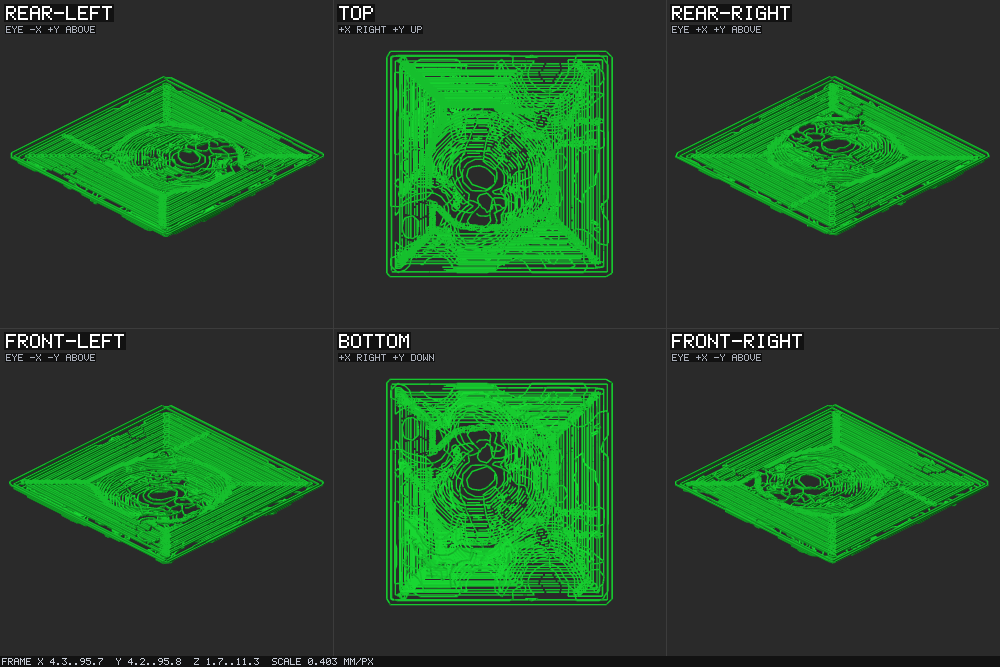 REAR-LEFT
EYE -X +Y ABOVE
TOP
+X RIGHT +Y UP
REAR-RIGHT
EYE +X +Y ABOVE
FRONT-LEFT
EYE -X -Y ABOVE
BOTTOM
+X RIGHT +Y DOWN
FRONT-RIGHT
EYE +X -Y ABOVE
FRAME X 4.3..95.7 Y 4.2..95.8 Z 1.7..11.3 SCALE 0.403 MM/PX